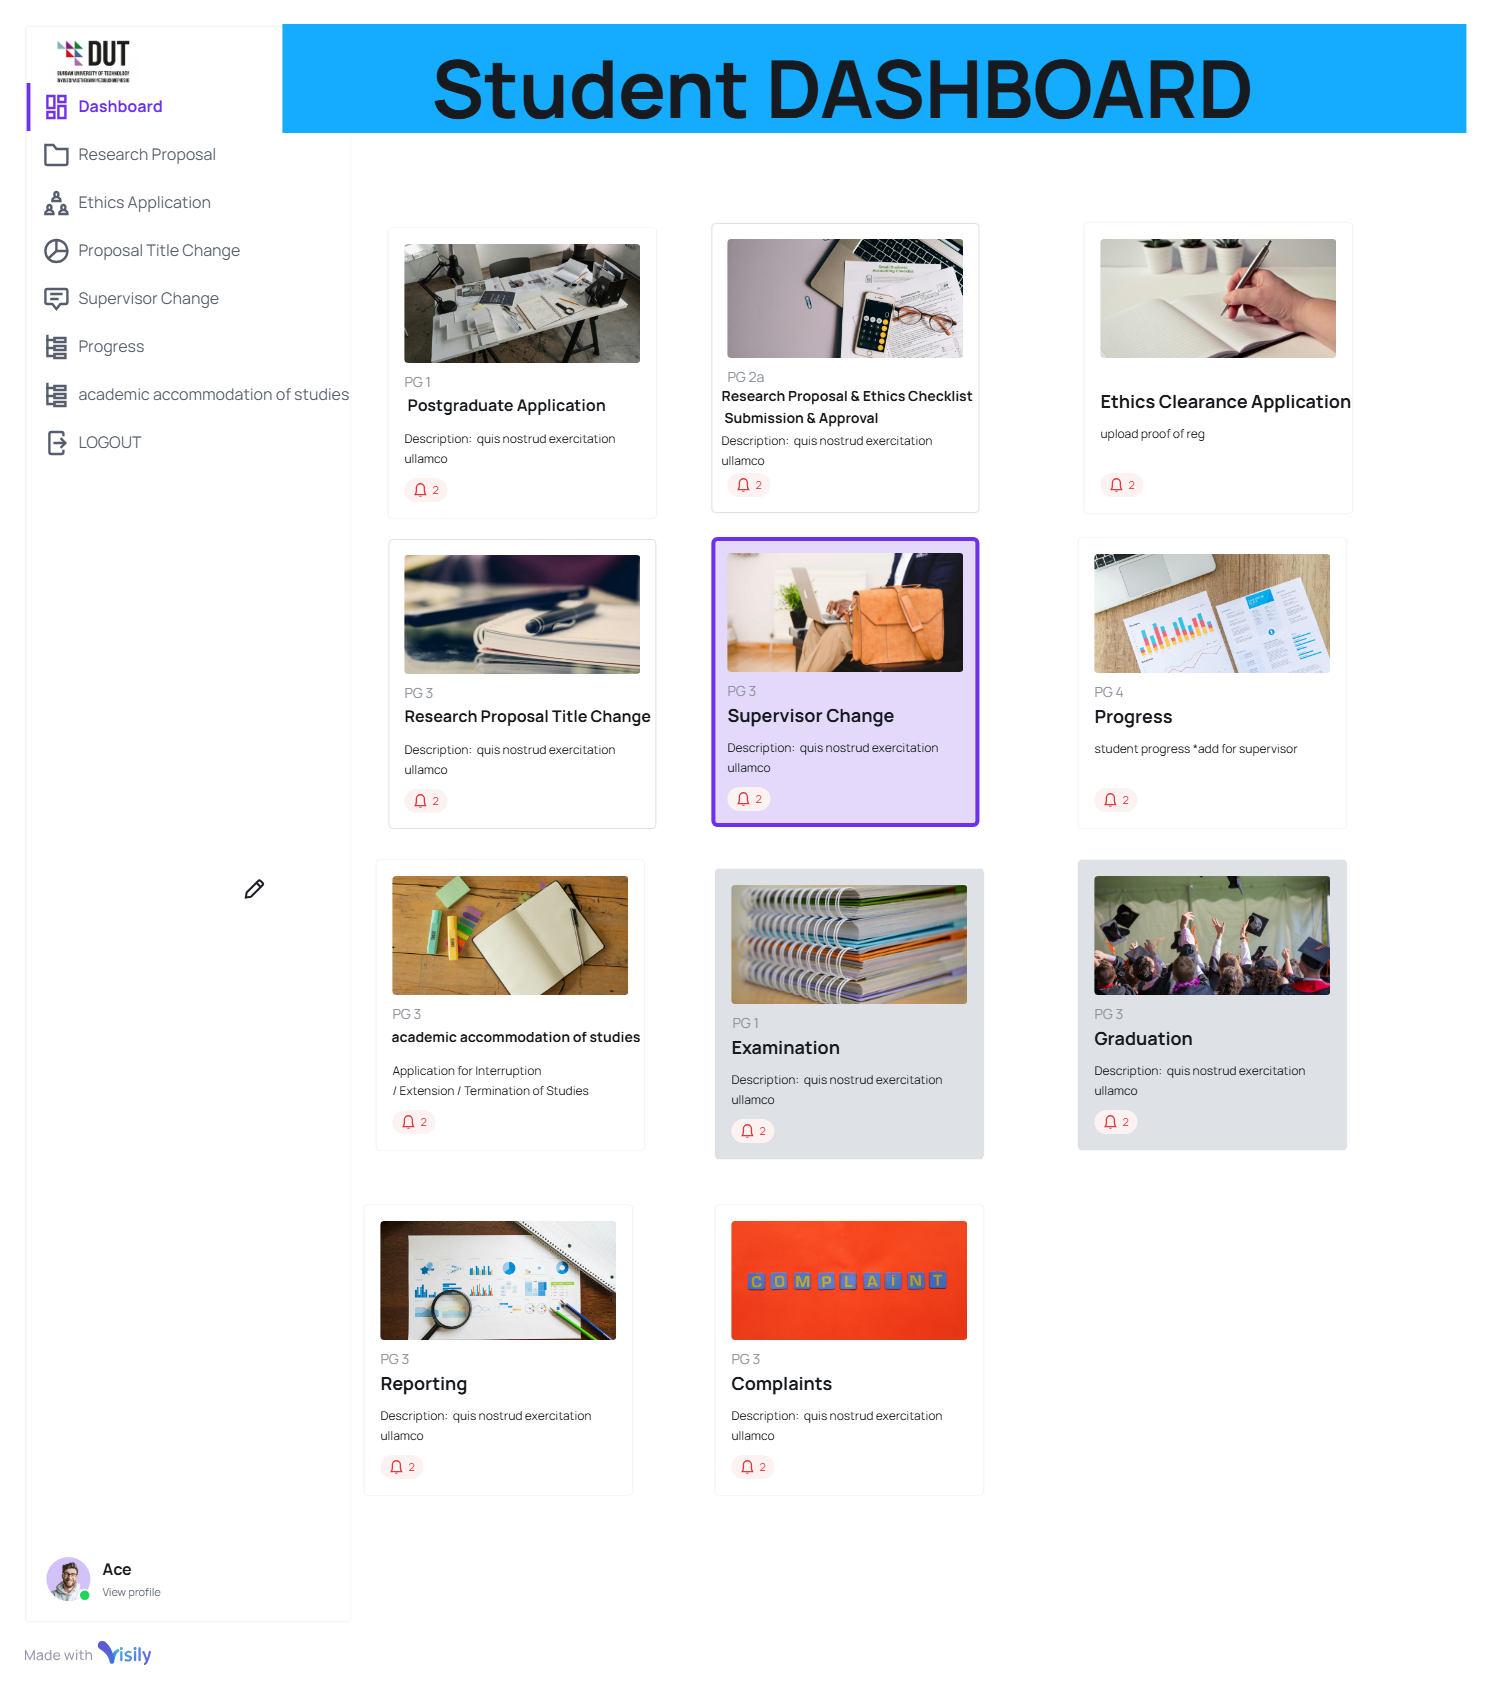 DUT
DURBAN UNIVERSITY OF TECHNOLOGY
Student DASHBOARD
Dashboard
Research Proposal
Ethics Application
Proposal Title Change
Supervisor Change
Progress
academic accommodation of studies
LOGOUT
PG 1
Postgraduate Application
Description: quis nostrud exercitation
ullamco
2
PG 2a
Research Proposal & Ethics Checklist
Submission & Approval
Description: quis nostrud exercitation
ullamco
2
Ethics Clearance Application
upload proof of reg
2
PG 3
Research Proposal Title Change
Description: quis nostrud exercitation
ullamco
2
PG 3
Supervisor Change
Description: quis nostrud exercitation
ullamco
2
PG 4
Progress
student progress *add for supervisor
2
PG 3
academic accommodation of studies
Application for Interruption
/ Extension / Termination of Studies
2
PG 1
Examination
Description: quis nostrud exercitation
ullamco
2
PG 3
Graduation
Description: quis nostrud exercitation
ullamco
2
PG 3
Reporting
Description: quis nostrud exercitation
ullamco
2
COMPLAiNT
PG 3
Complaints
Description: quis nostrud exercitation
ullamco
2
Ace
View profile
Made with Visily